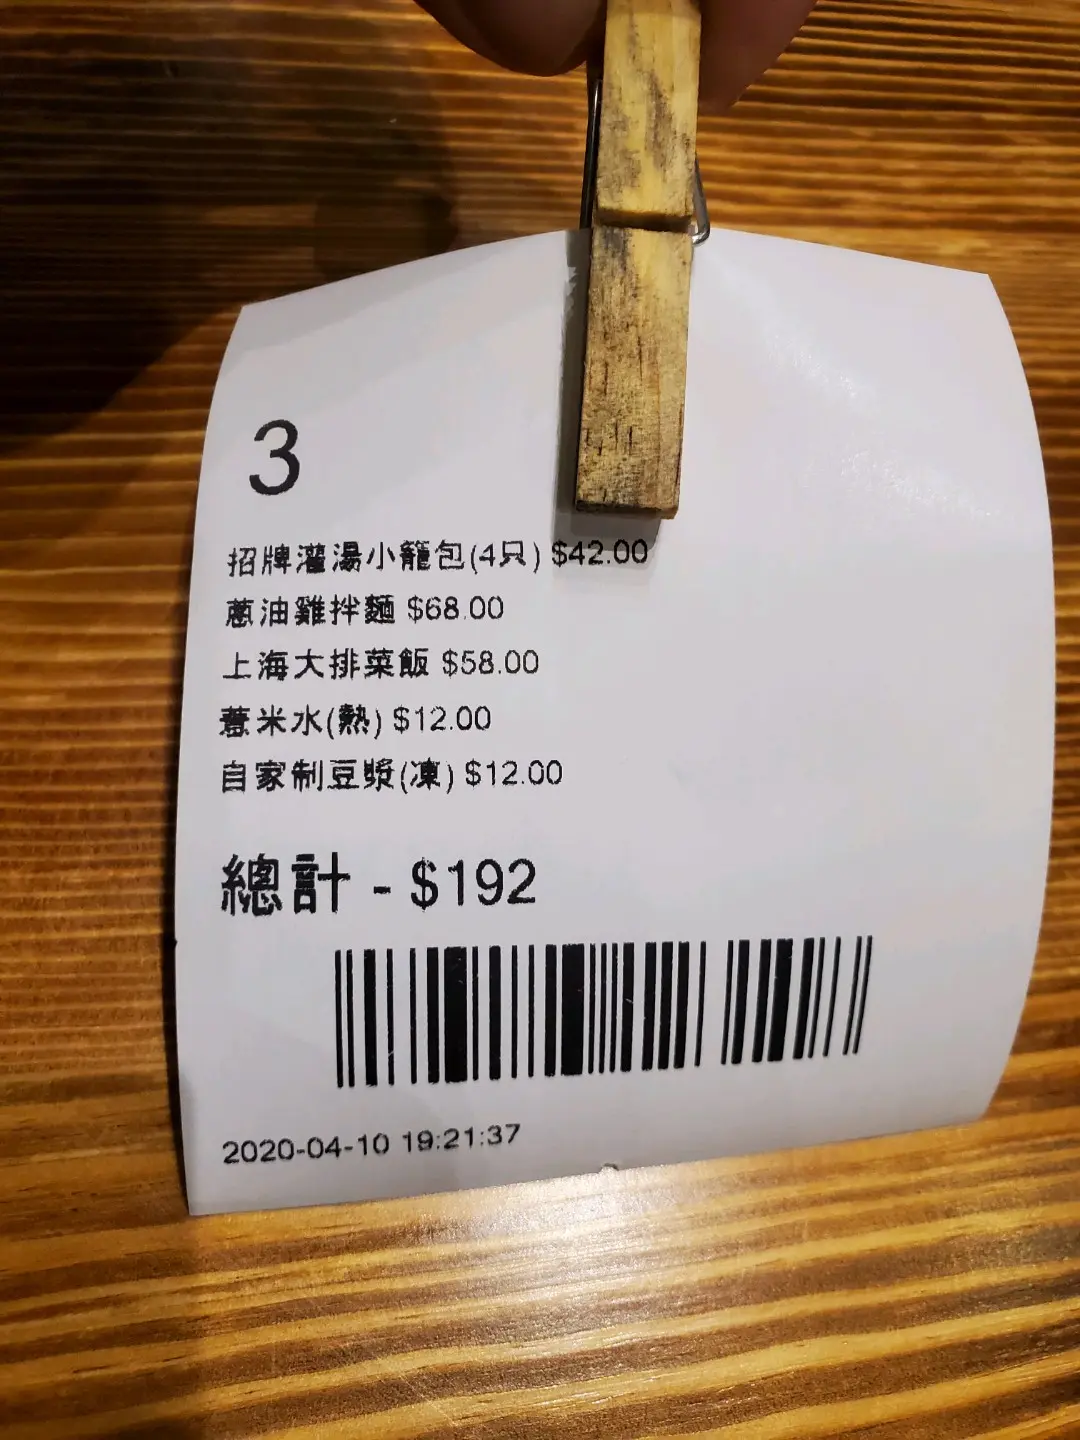 3
招牌灌湯小籠包(4只) $42.00
蔥油雞拌麵 $68.00
上海大排菜飯 $58.00
薏米水(熱) $12.00
自家制豆漿(凍) $12.00
總計 - $192
2020-04-10 19:21:37